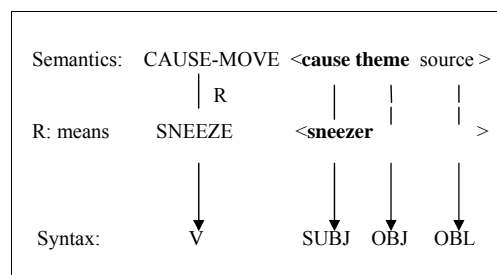 Semantics: CAUSE-MOVE <cause theme source >
R
R: means SNEEZE <sneezer >
Syntax: V SUBJ OBJ OBL